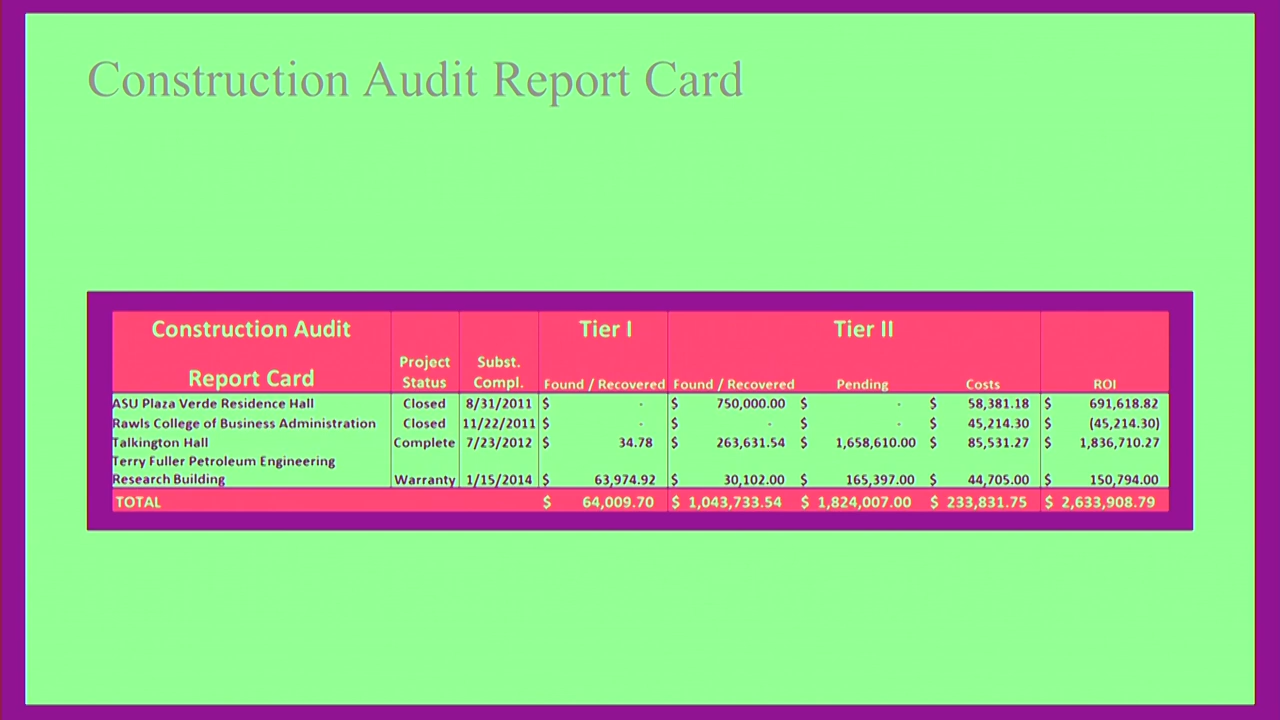 Construction Audit Report Card
Construction Audit Tier I Tier II
Project Subst.
Report Card Status Compl. Found / Recovered Found / Recovered Pending Costs ROI
ASU Plaza Verde Residence Hall Closed 8/31/2011 $ - $ 750,000.00 $ - $ 58,381.18 $ 691,618.82
Rawls College of Business Administration Closed 11/22/2011 $ - $ - $ - $ 45,214.30 $ (45,214.30)
Talkington Hall Complete 7/23/2012 $ 34.78 $ 263,631.54 $ 1,658,610.00 $ 85,531.27 $ 1,836,710.27
Terry Fuller Petroleum Engineering
Research Building Warranty 1/15/2014 $ 63,974.92 $ 30,102.00 $ 165,397.00 $ 44,705.00 $ 150,794.00
TOTAL $ 64,009.70 $ 1,043,733.54 $ 1,824,007.00 $ 233,831.75 $ 2,633,908.79